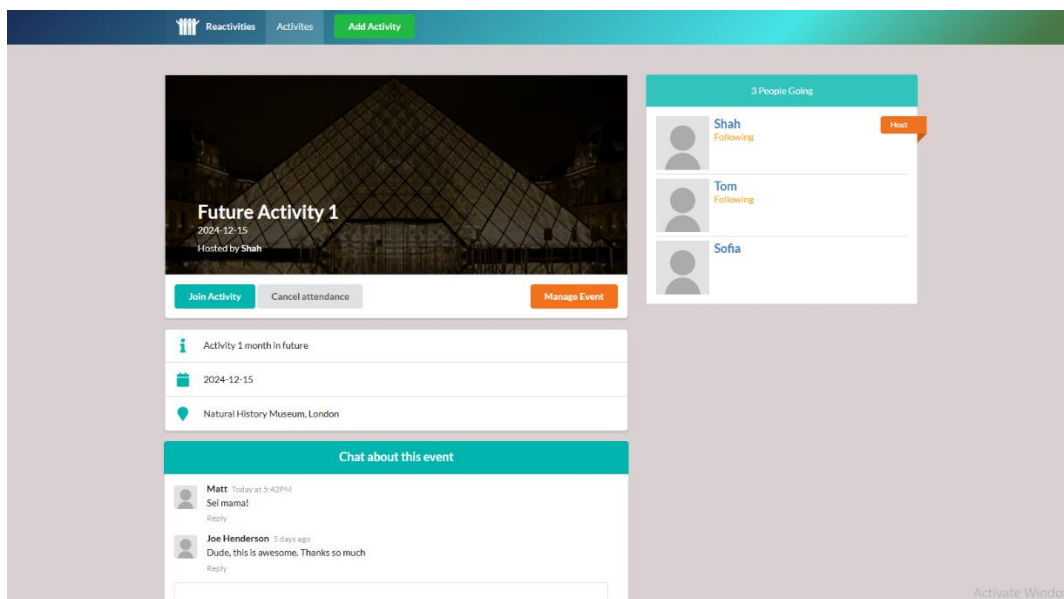 Reactivities
Activites
Add Activity
Future Activity 1
2024-12-15
Hosted by Shah
Join Activity
Cancel attendance
Manage Event
Activity 1 month in future
2024-12-15
Natural History Museum, London
Chat about this event
Matt Today at 5:42PM
Sei mama!
Reply
Joe Henderson 5 days ago
Dude, this is awesome. Thanks so much
Reply
3 People Going
Shah
Following
Host
Tom
Following
Sofia
Activate Windo